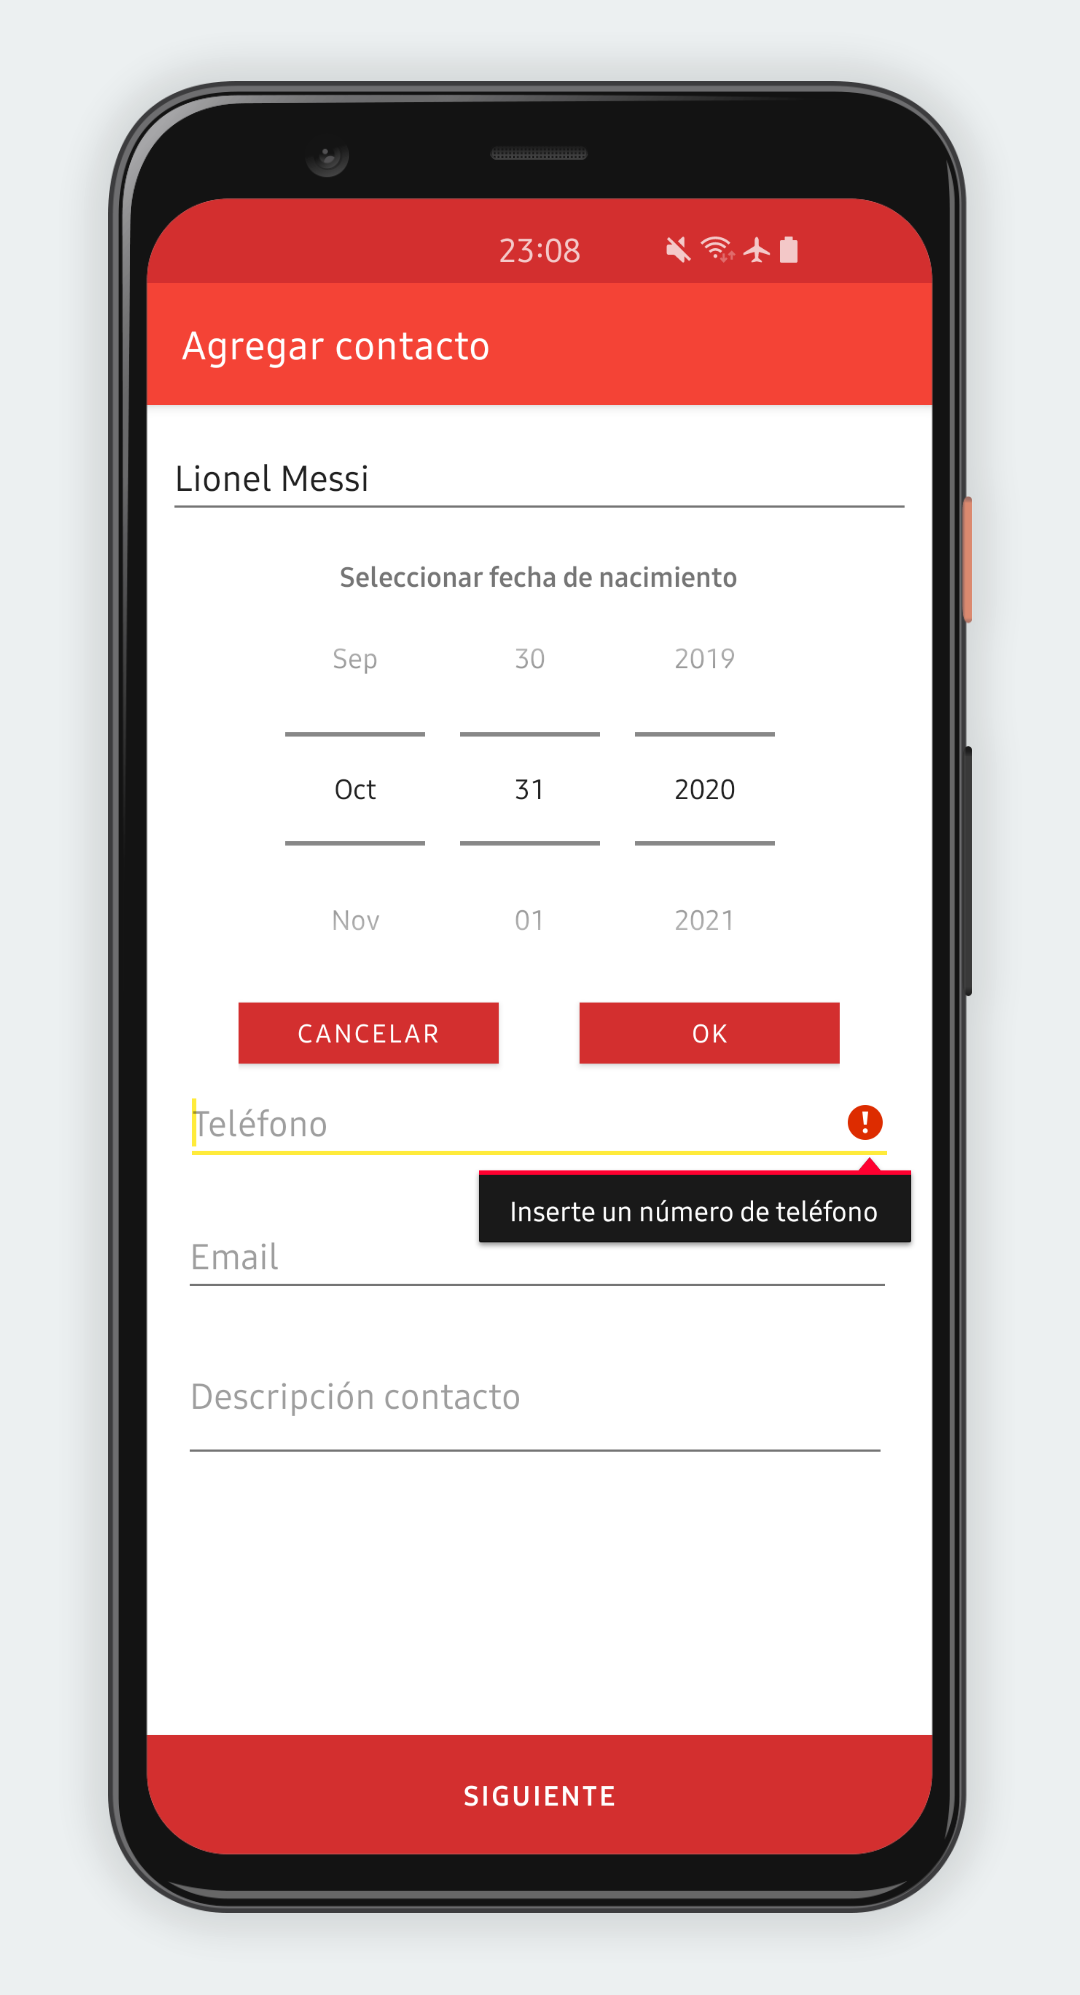 23:08
Agregar contacto
Lionel Messi
Seleccionar fecha de nacimiento
Sep 30 2019
Oct 31 2020
Nov 01 2021
CANCELAR OK
Teléfono
Inserte un número de teléfono
Email
Descripción contacto
SIGUIENTE